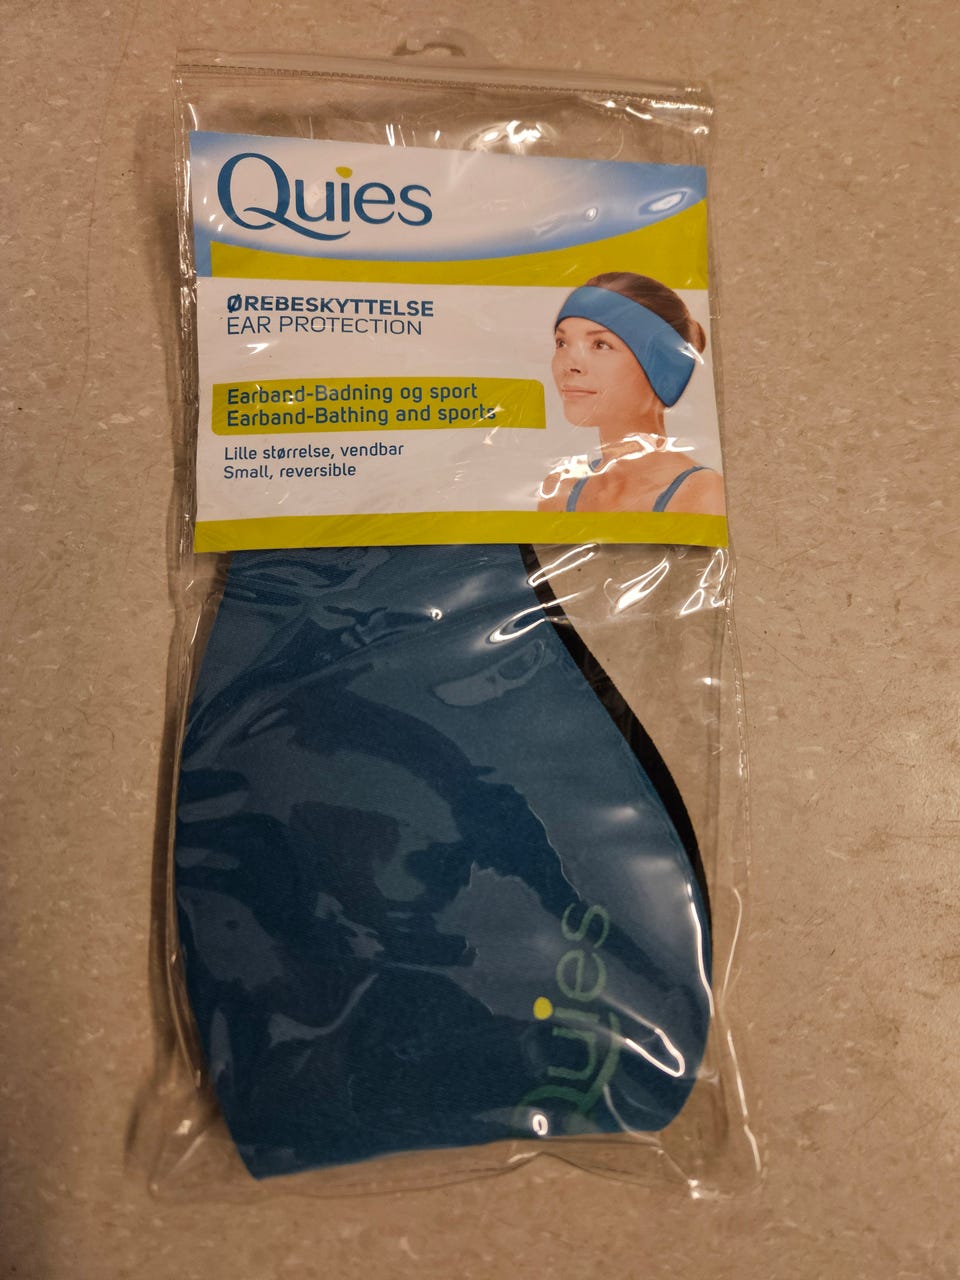 Quies
ØREBESKYTTELSE
EAR PROTECTION
Earband-Badning og sport
Earband-Bathing and sports
Lille størrelse, vendbar
Small, reversible
Quies